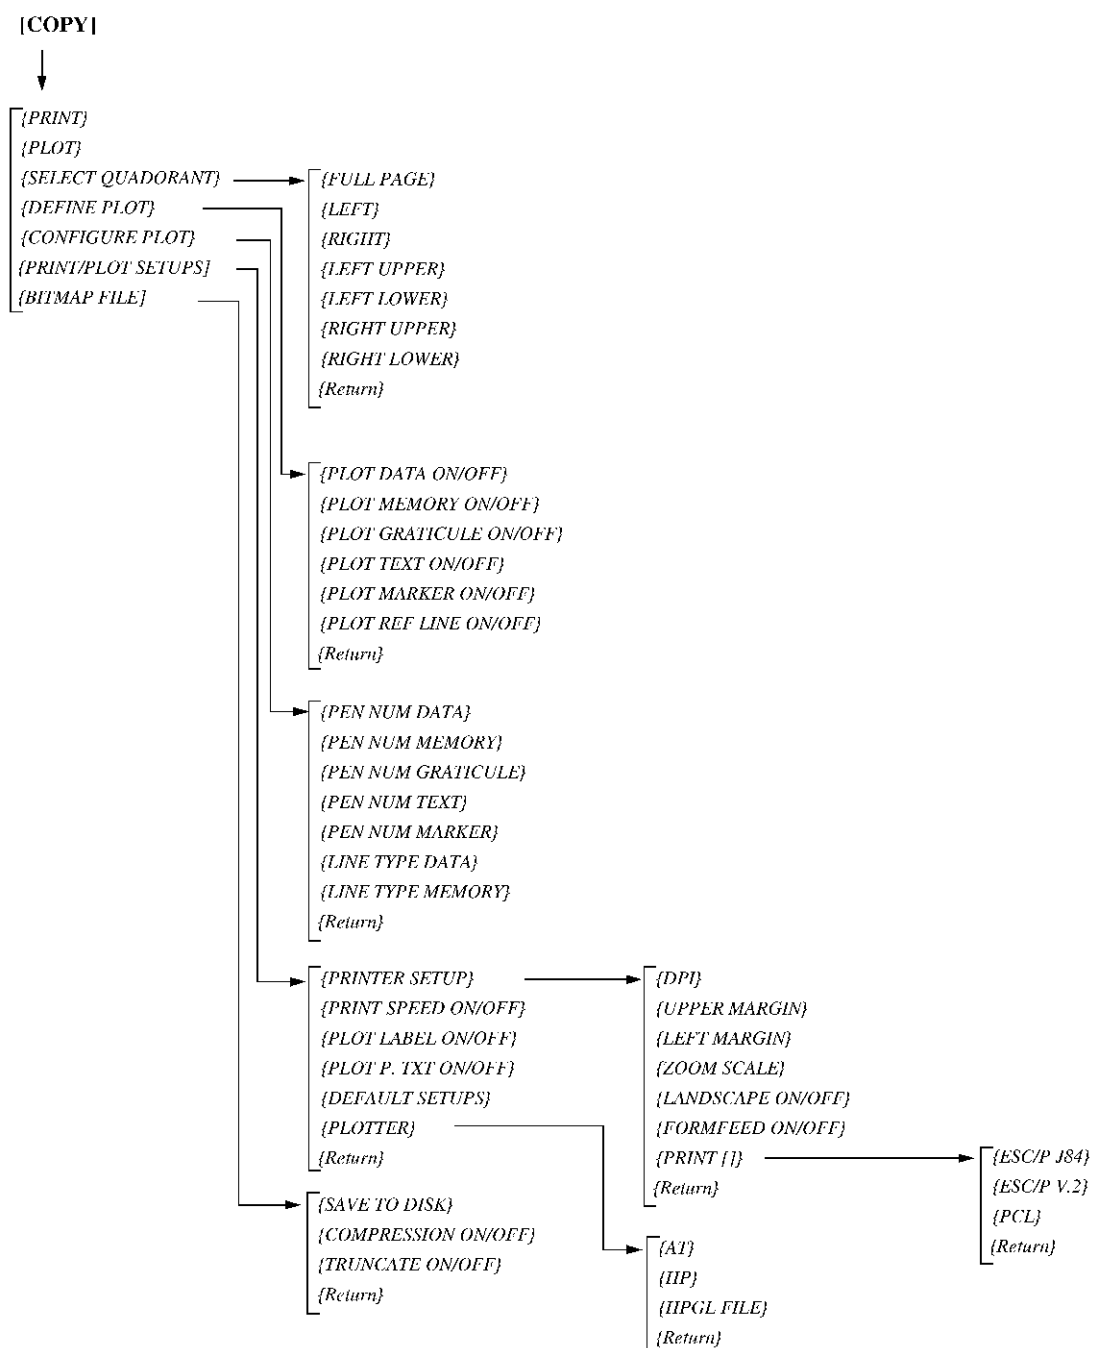 [COPY]
{PRINT}
{PLOT}
{SELECT QUADORANT}
{DEFINE PLOT}
{CONFIGURE PLOT}
{PRINT/PLOT SETUPS]
{BITMAP FILE]
{FULL PAGE}
{LEFT}
{RIGHT}
{LEFT UPPER}
{LEFT LOWER}
{RIGHT UPPER}
{RIGHT LOWER}
{Return}
{PLOT DATA ON/OFF}
{PLOT MEMORY ON/OFF}
{PLOT GRATICULE ON/OFF}
{PLOT TEXT ON/OFF}
{PLOT MARKER ON/OFF}
{PLOT REF LINE ON/OFF}
{Return}
{PEN NUM DATA}
{PEN NUM MEMORY}
{PEN NUM GRATICULE}
{PEN NUM TEXT}
{PEN NUM MARKER}
{LINE TYPE DATA}
{LINE TYPE MEMORY}
{Return}
{PRINTER SETUP}
{PRINT SPEED ON/OFF}
{PLOT LABEL ON/OFF}
{PLOT P. TXT ON/OFF}
{DEFAULT SETUPS}
{PLOTTER}
{Return}
{SAVE TO DISK}
{COMPRESSION ON/OFF}
{TRUNCATE ON/OFF}
{Return}
{DPI}
{UPPER MARGIN}
{LEFT MARGIN}
{ZOOM SCALE}
{LANDSCAPE ON/OFF}
{FORMFEED ON/OFF}
{PRINT [ ]}
{Return}
{AT}
{HP}
{HPGL FILE}
{Return}
{ESC/P J84}
{ESC/P V.2}
{PCL}
{Return}